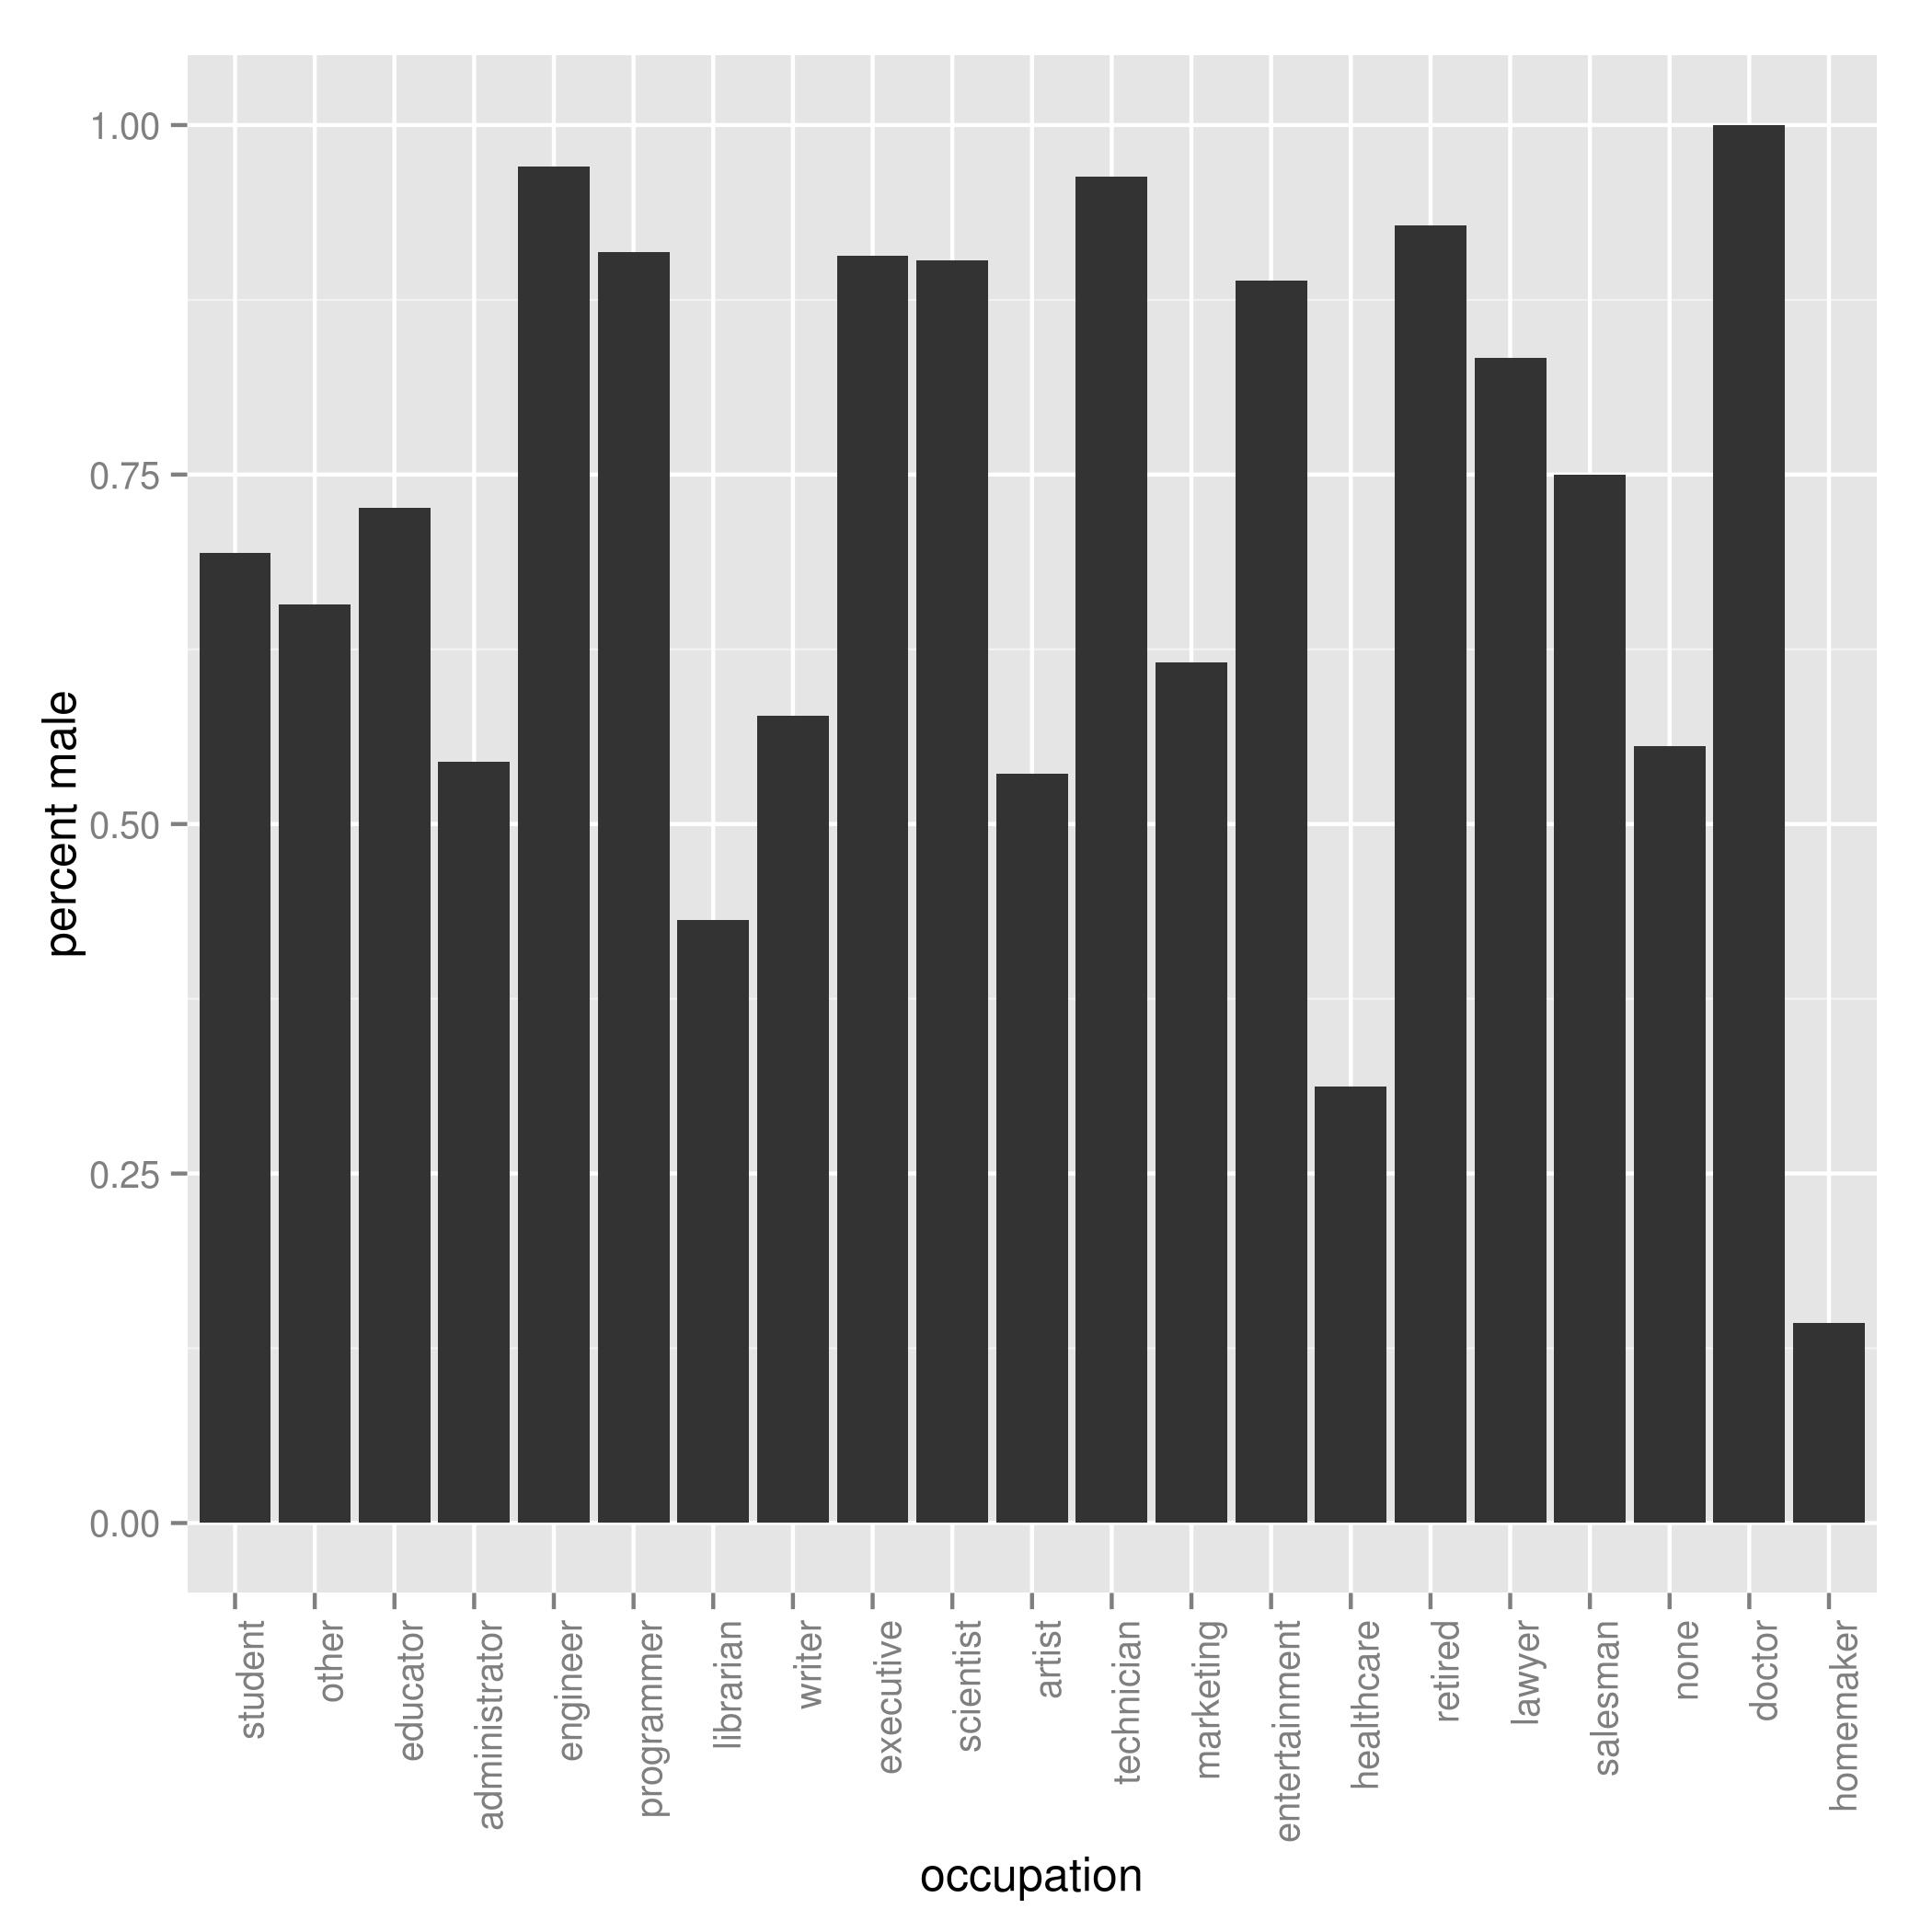 percent male
1.00
0.75
0.50
0.25
0.00
student
other
educator
administrator
engineer
programmer
librarian
writer
executive
scientist
artist
technician
marketing
entertainment
healthcare
retired
lawyer
salesman
none
doctor
homemaker
occupation